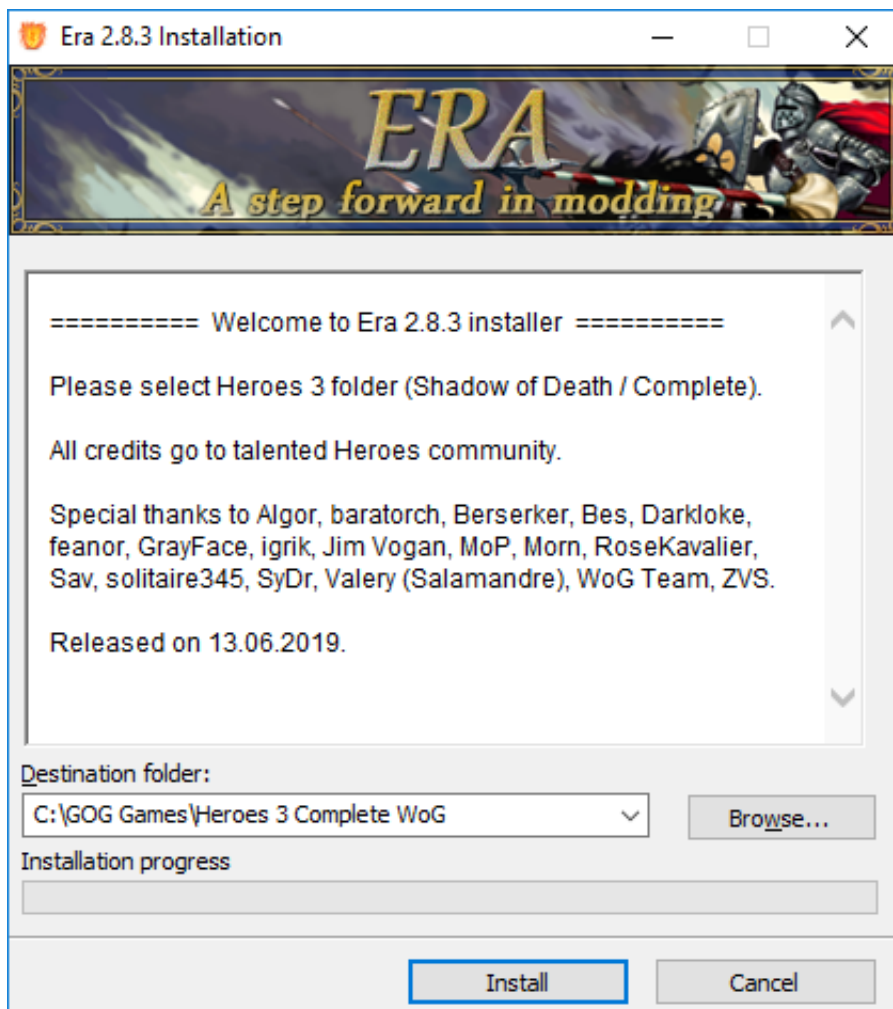 Era 2.8.3 Installation
ERA
A step forward in modding
========== Welcome to Era 2.8.3 installer ==========
Please select Heroes 3 folder (Shadow of Death / Complete).
All credits go to talented Heroes community.
Special thanks to Algor, baratorch, Berserker, Bes, Darkloke,
feanor, GrayFace, igrik, Jim Vogan, MoP, Morn, RoseKavalier,
Sav, solitaire345, SyDr, Valery (Salamandre), WoG Team, ZVS.
Released on 13.06.2019.
Destination folder:
C:\GOG Games\Heroes 3 Complete WoG
Browse...
Installation progress
Install
Cancel